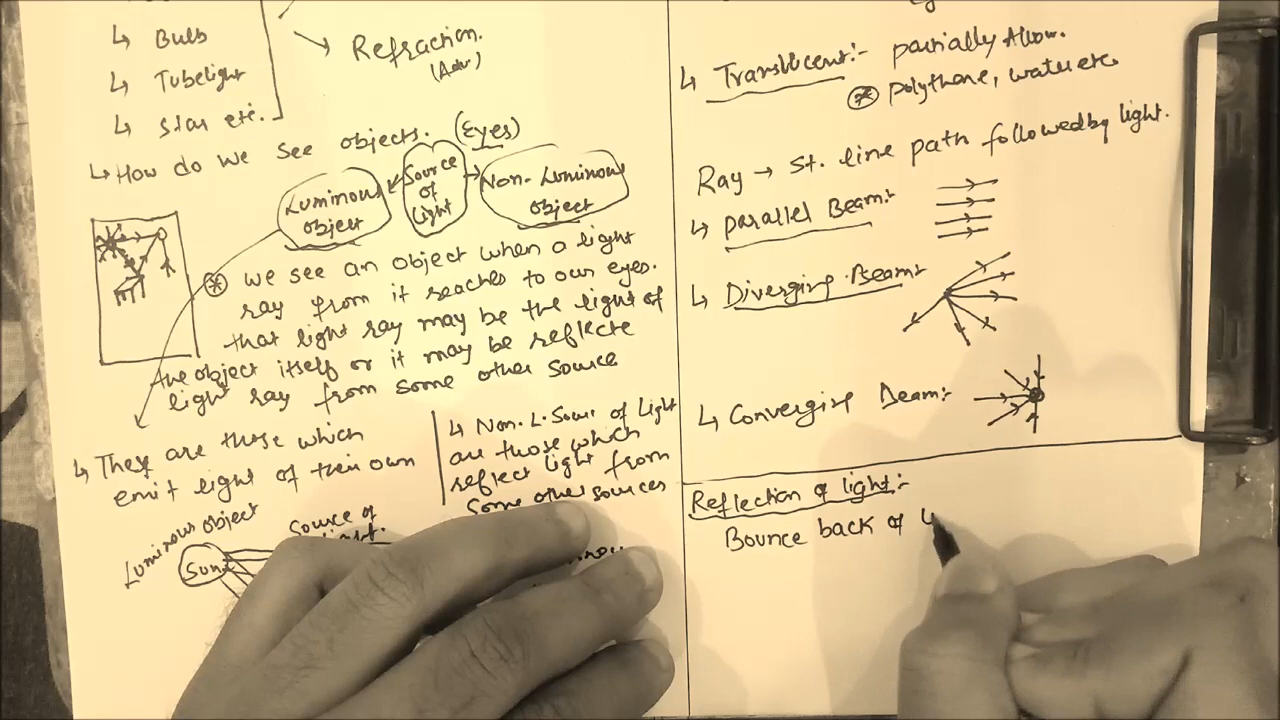 ↳ Bulb
↳ Tubelight
↳ Star etc.
↘ Refraction.
(Adv.)
↳ How do we see objects. (Eyes)
Luminous object
Source of Light
Non-Luminous object
⊛ we see an object when a light
ray from it reaches to our eyes.
that light ray may be the light of
the object itself or it may be reflecte
light ray from some other source
↳ They are those which
emit light of their own
Luminous object
Source of
light.
Sun
↳ Non. L. Sour. of Light
are those which
reflect light from
some other sources
↳ Translucent:- partially Allow.
⊛ polythane, water etc.
Ray → St. line path followed by light.
↳ parallel Beam:
↳ Diverging Beam:
↳ Converging Beam:
Reflection of light:-
Bounce back of